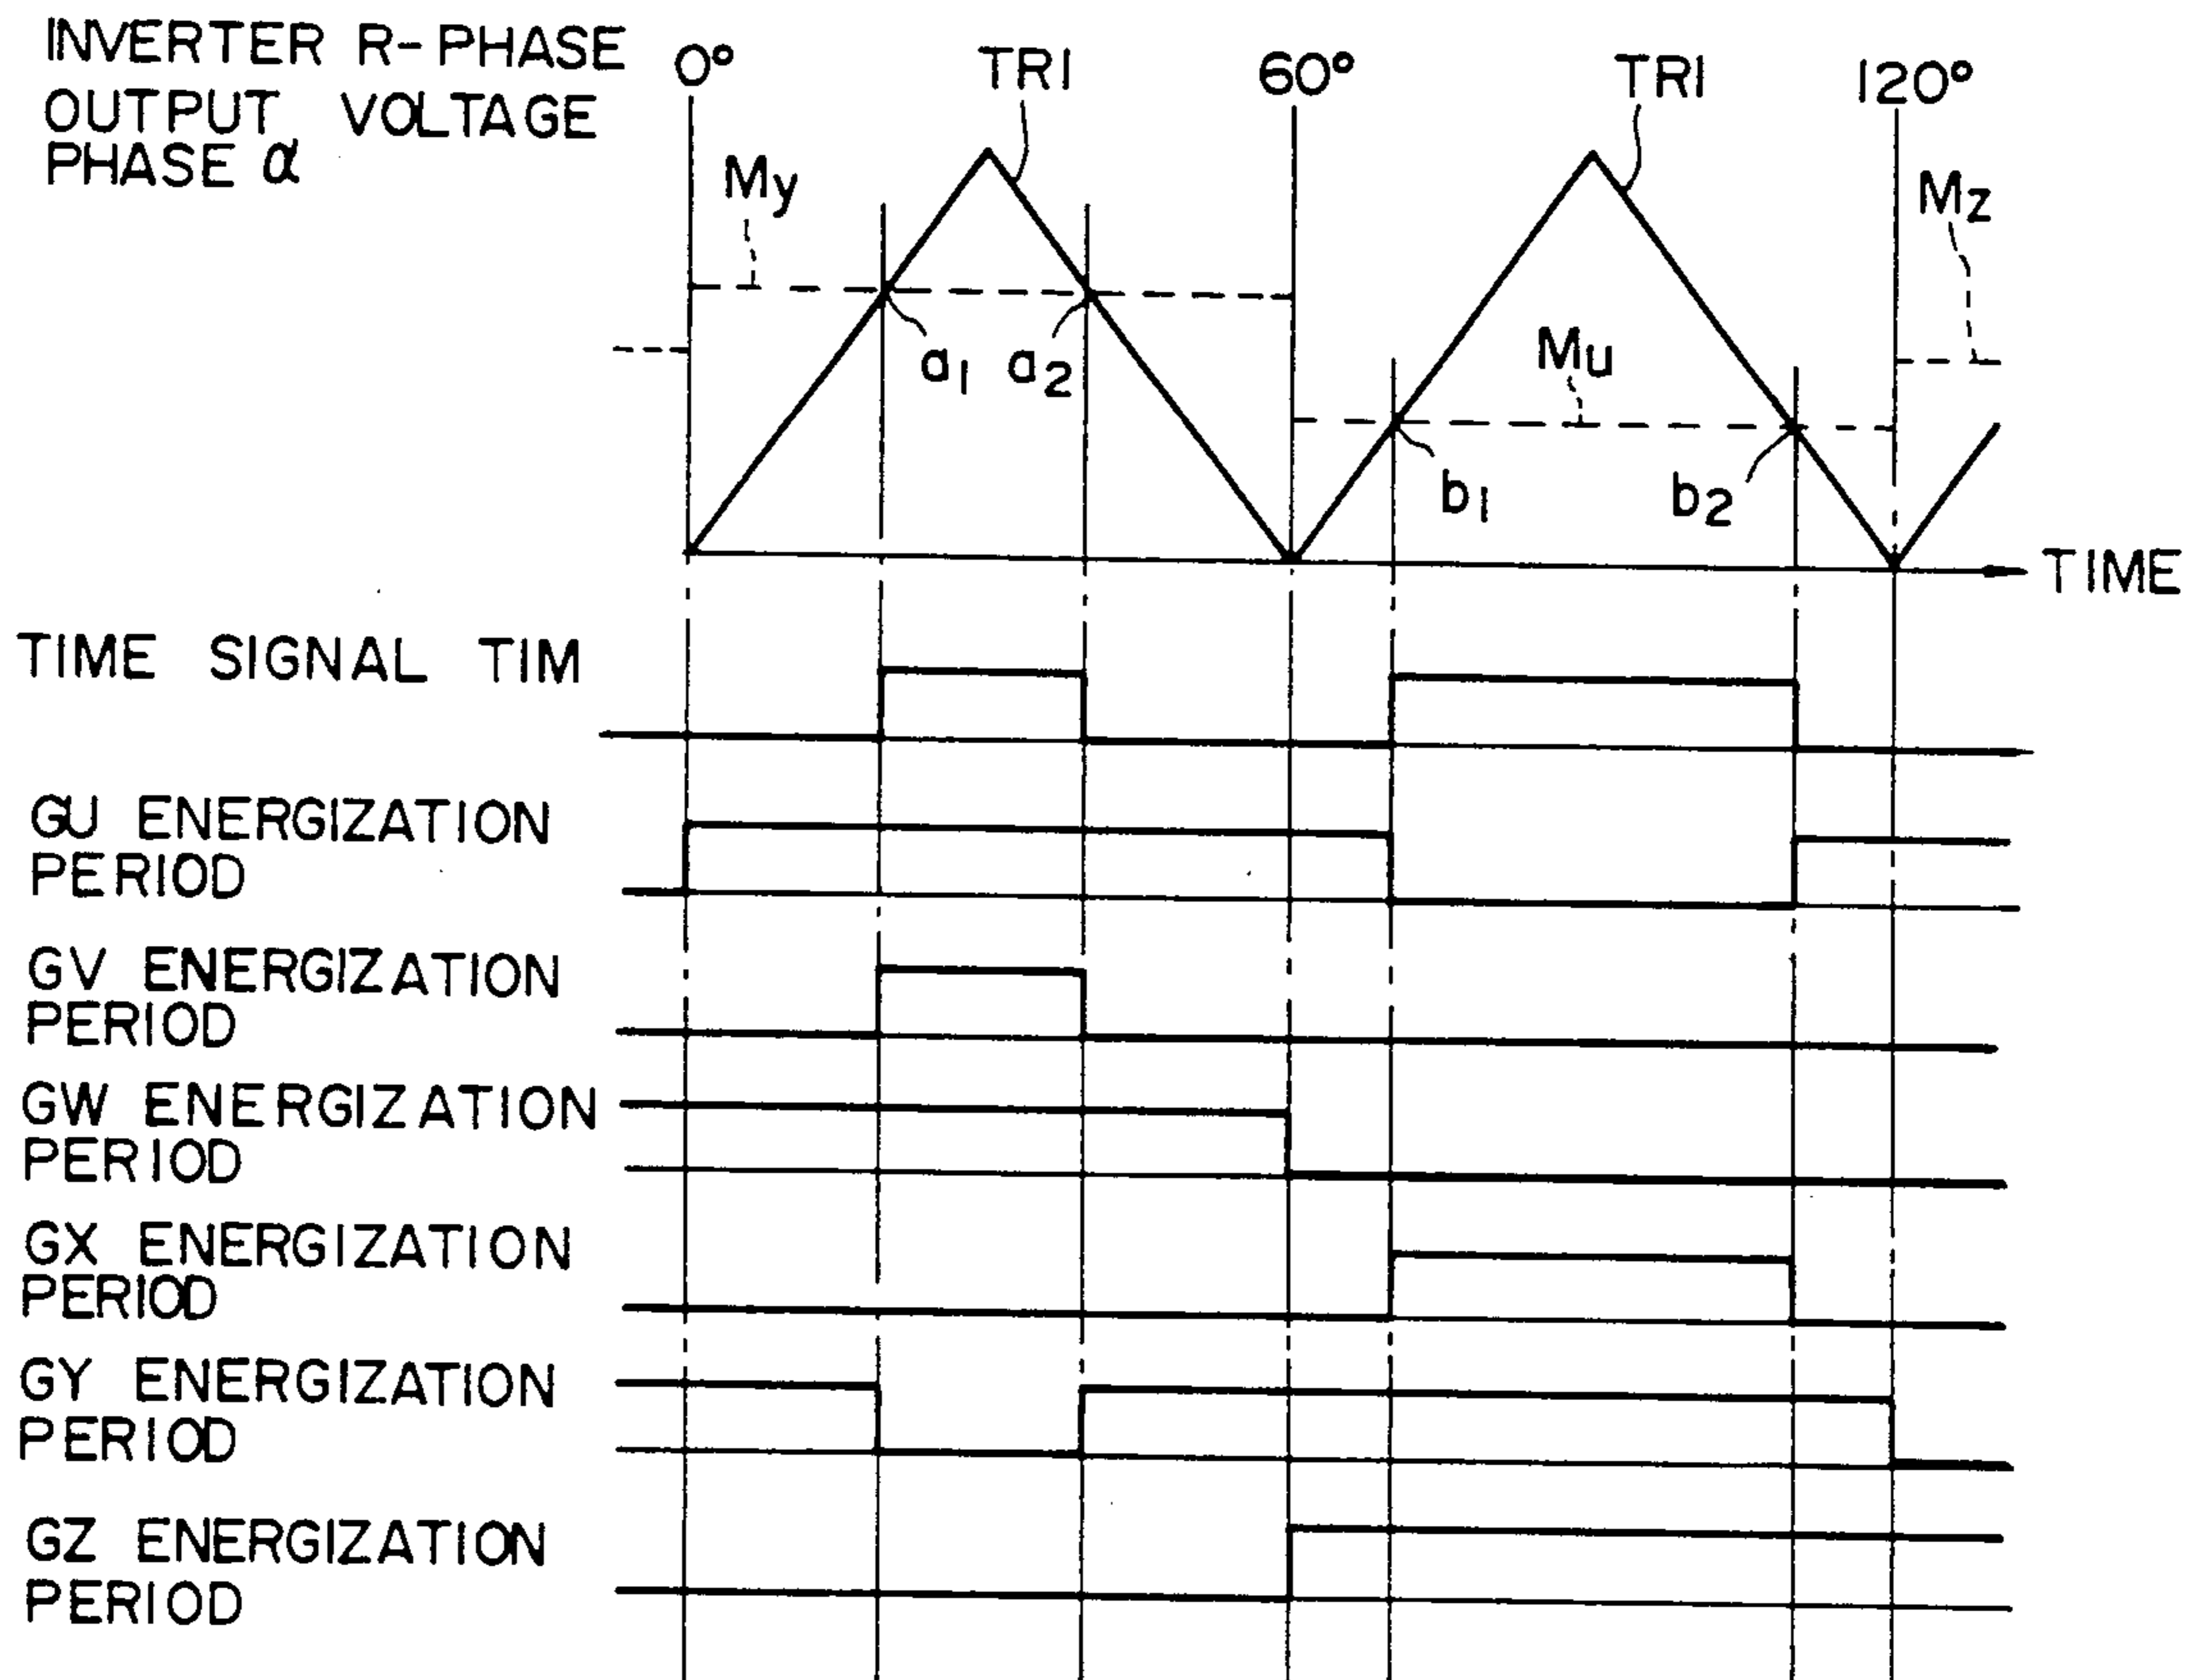 INVERTER R-PHASE
OUTPUT VOLTAGE
PHASE α
0°
TRI
60°
TRI
120°
My
Mz
a1
a2
Mu
b1
b2
TIME
TIME SIGNAL TIM
GU ENERGIZATION
PERIOD
GV ENERGIZATION
PERIOD
GW ENERGIZATION
PERIOD
GX ENERGIZATION
PERIOD
GY ENERGIZATION
PERIOD
GZ ENERGIZATION
PERIOD